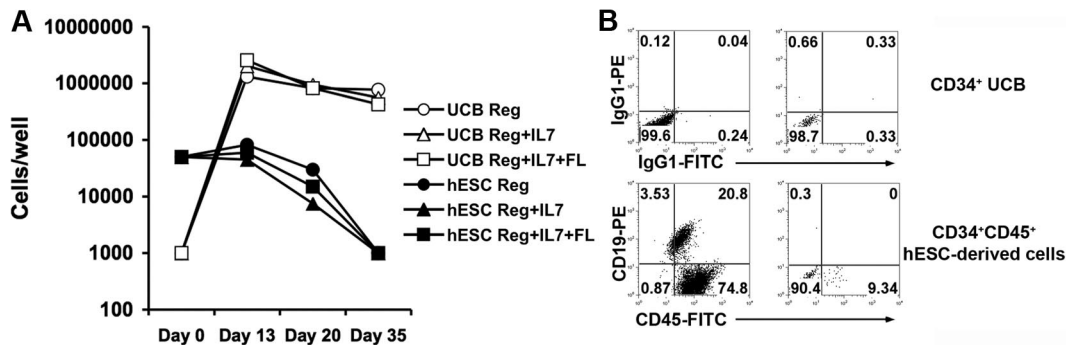 A
10000000
1000000
100000
10000
1000
100
Cells/well
Day 0 Day 13 Day 20 Day 35
UCB Reg
UCB Reg+IL7
UCB Reg+IL7+FL
hESC Reg
hESC Reg+IL7
hESC Reg+IL7+FL
B
0.12 0.04
99.6 0.24
IgG1-PE
IgG1-FITC
0.66 0.33
98.7 0.33
CD34⁺ UCB
3.53 20.8
0.87 74.8
CD19-PE
CD45-FITC
0.3 0
90.4 9.34
CD34⁺CD45⁺
hESC-derived cells